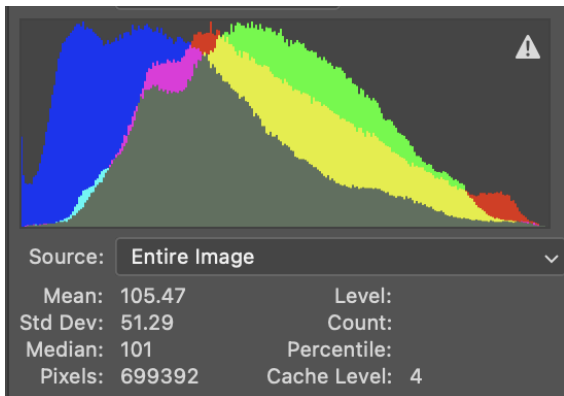 Source: Entire Image
Mean: 105.47 Level:
Std Dev: 51.29 Count:
Median: 101 Percentile:
Pixels: 699392 Cache Level: 4